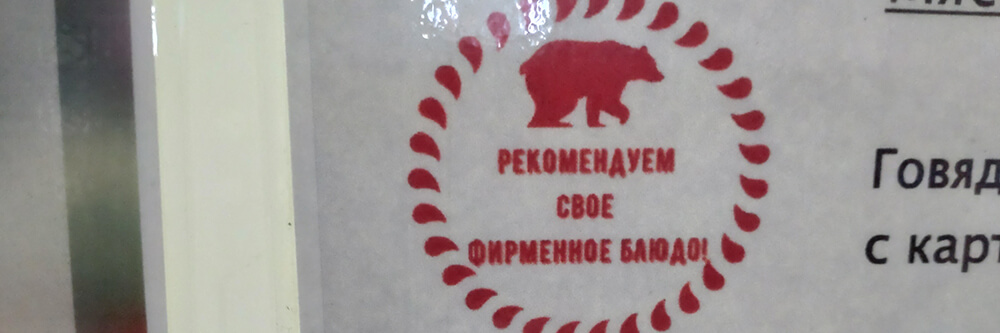 РЕКОМЕНДУЕМ
СВОЕ
ФИРМЕННОЕ БЛЮДО!
Говяд
с карт